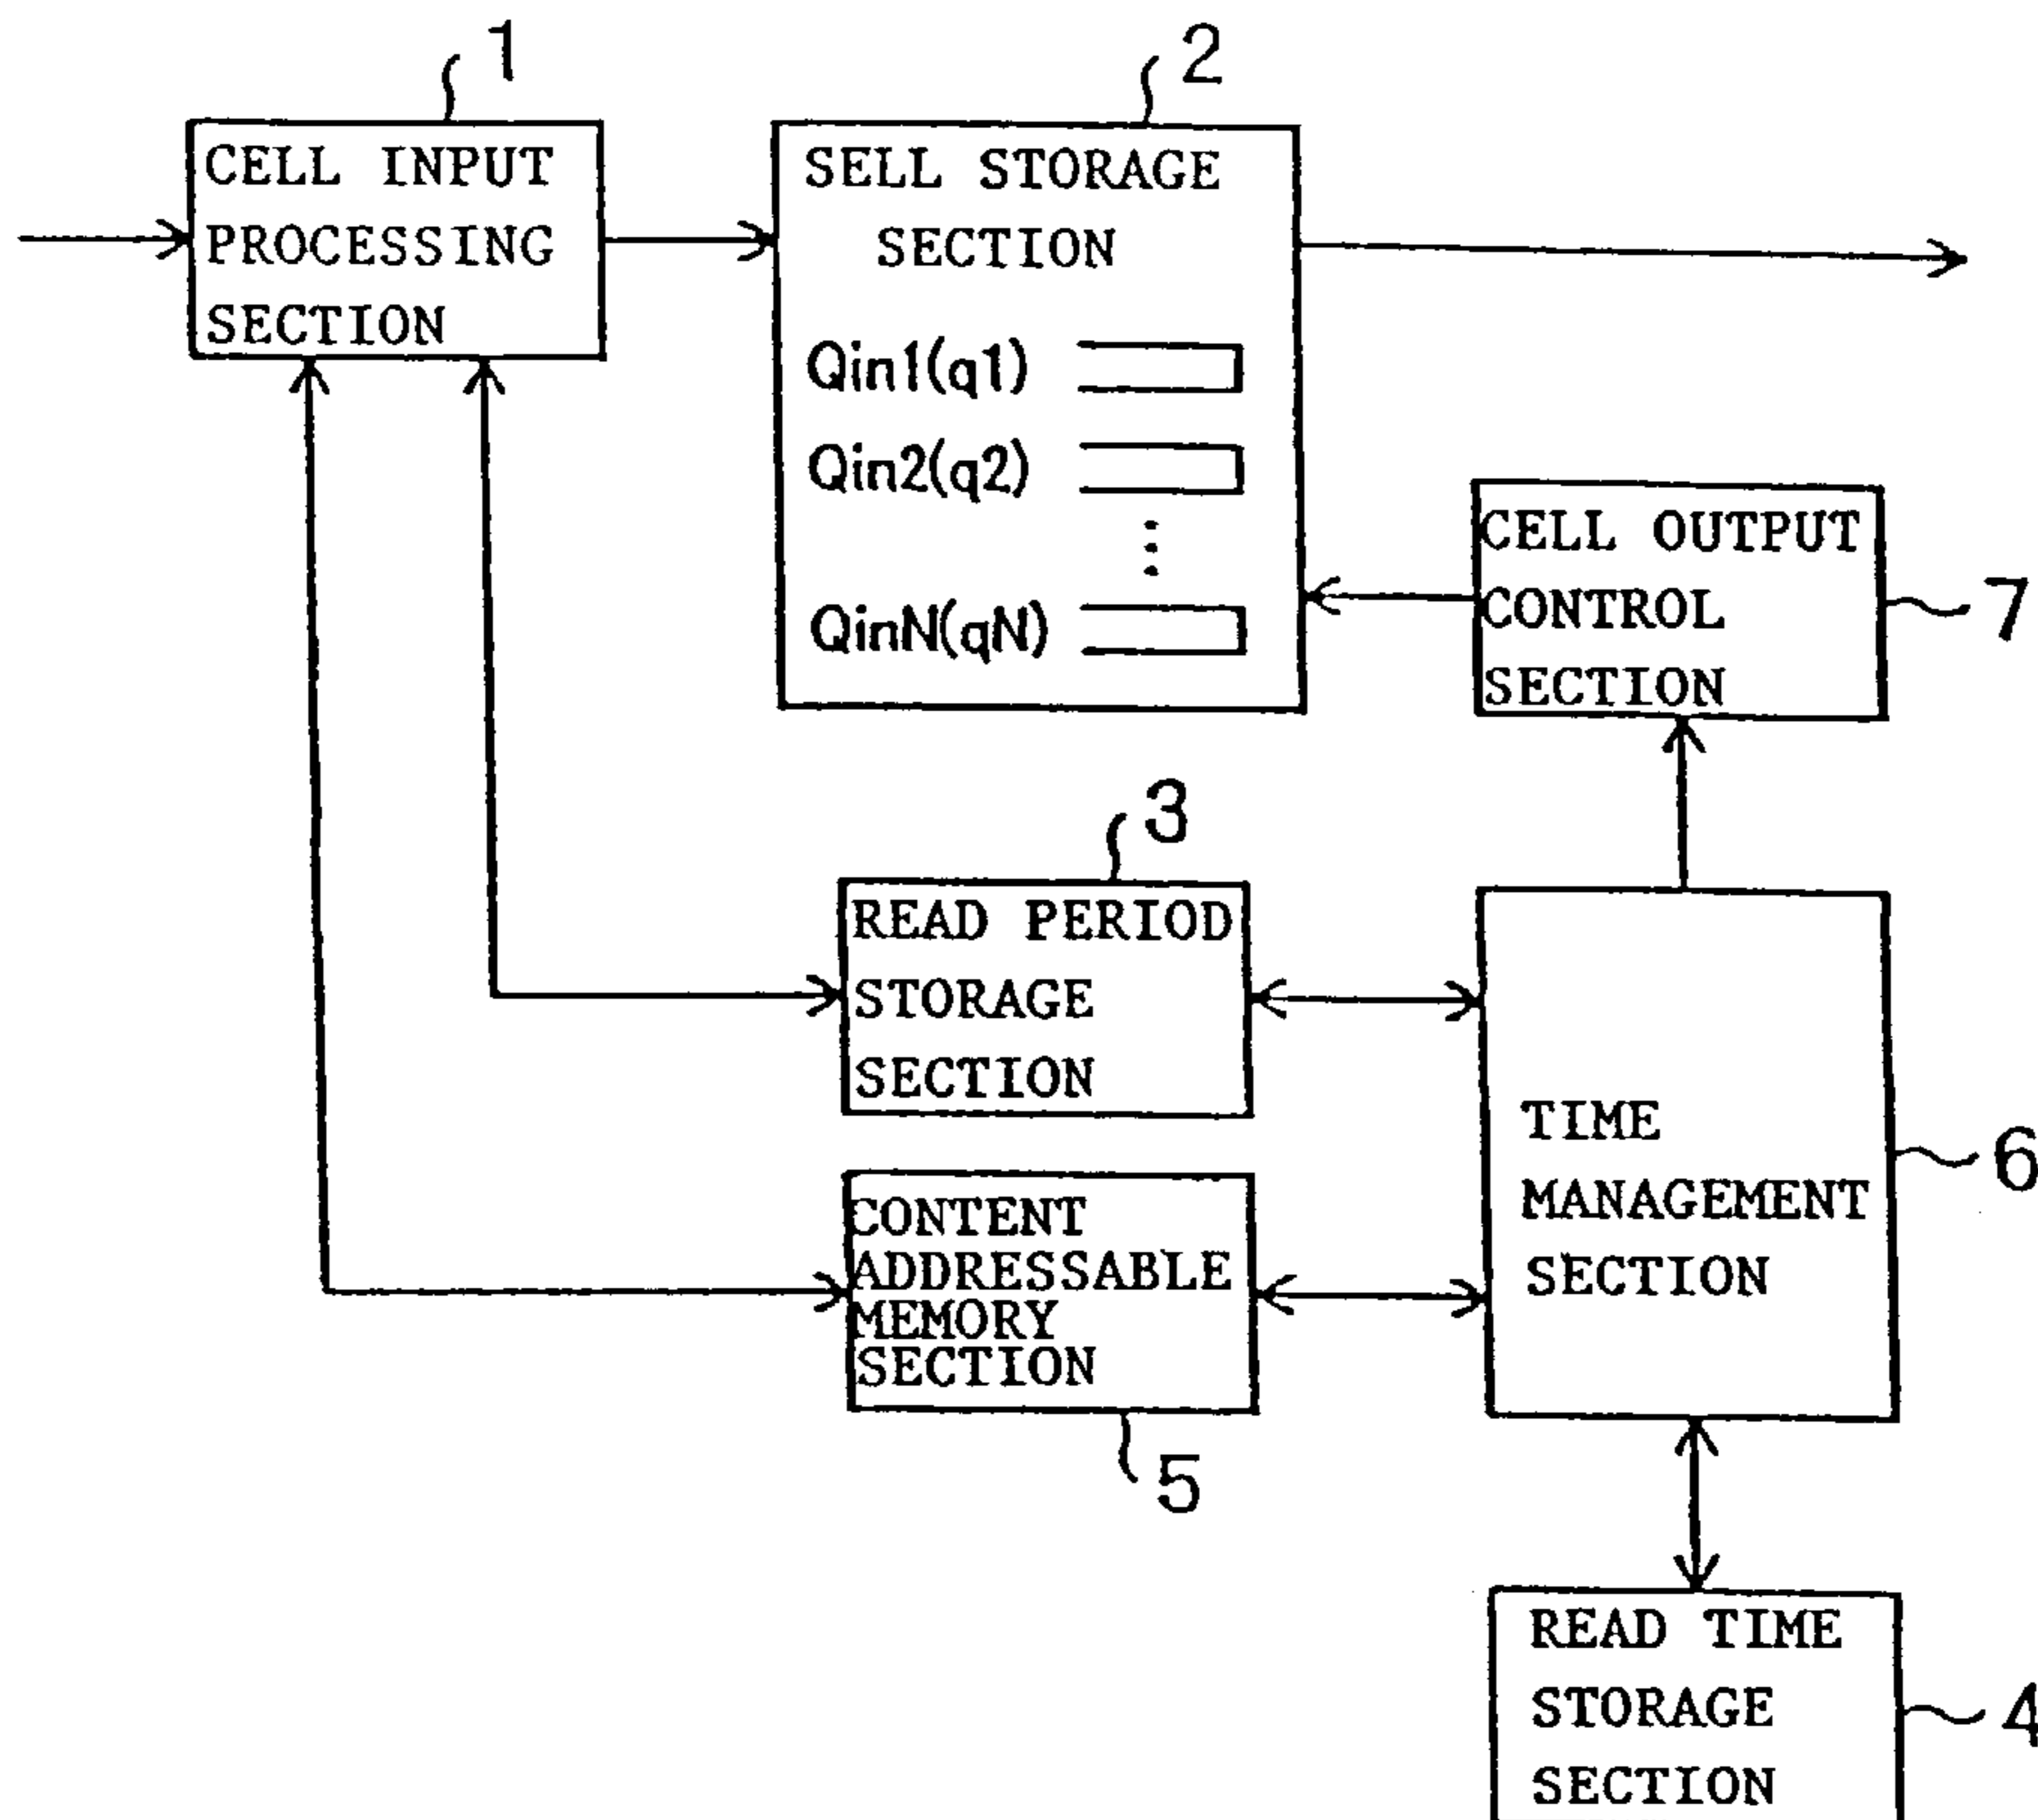 1
CELL INPUT
PROCESSING
SECTION
2
SELL STORAGE
SECTION
Qin1(q1)
Qin2(q2)
QinN(qN)
CELL OUTPUT
CONTROL
SECTION
7
3
READ PERIOD
STORAGE
SECTION
TIME
MANAGEMENT
SECTION
6
CONTENT
ADDRESSABLE
MEMORY
SECTION
5
READ TIME
STORAGE
SECTION
4